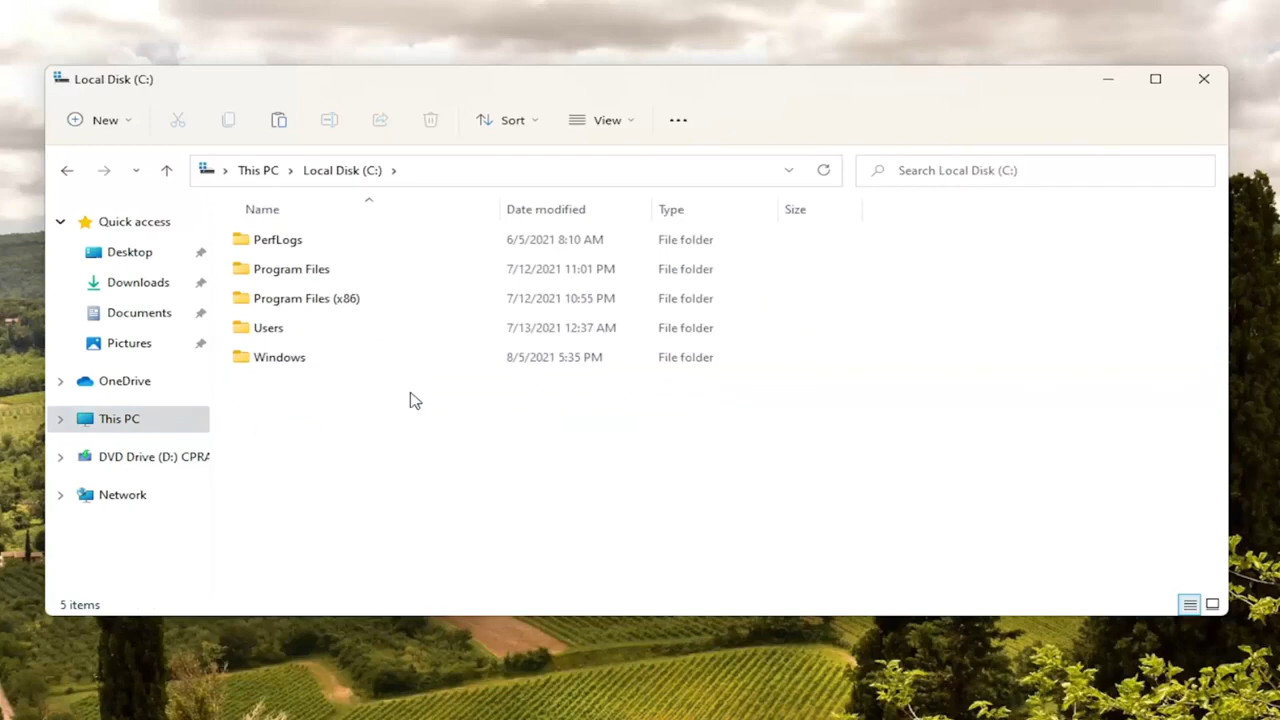 Local Disk (C:)
New Sort View
This PC Local Disk (C:) Search Local Disk (C:)
Name Date modified Type Size
Quick access
Desktop
Downloads
Documents
Pictures
OneDrive
This PC
DVD Drive (D:) CPRA
Network
PerfLogs 6/5/2021 8:10 AM File folder
Program Files 7/12/2021 11:01 PM File folder
Program Files (x86) 7/12/2021 10:55 PM File folder
Users 7/13/2021 12:37 AM File folder
Windows 8/5/2021 5:35 PM File folder
5 items